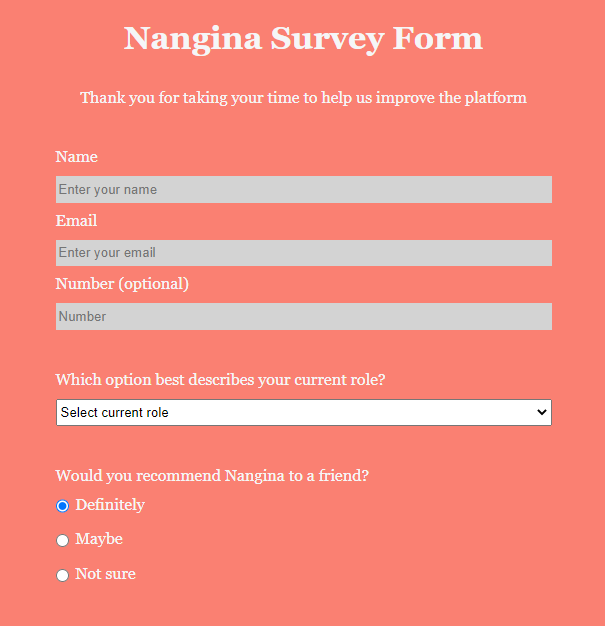 Nangina Survey Form
Thank you for taking your time to help us improve the platform
Name
Enter your name
Email
Enter your email
Number (optional)
Number
Which option best describes your current role?
Select current role
Would you recommend Nangina to a friend?
Definitely
Maybe
Not sure